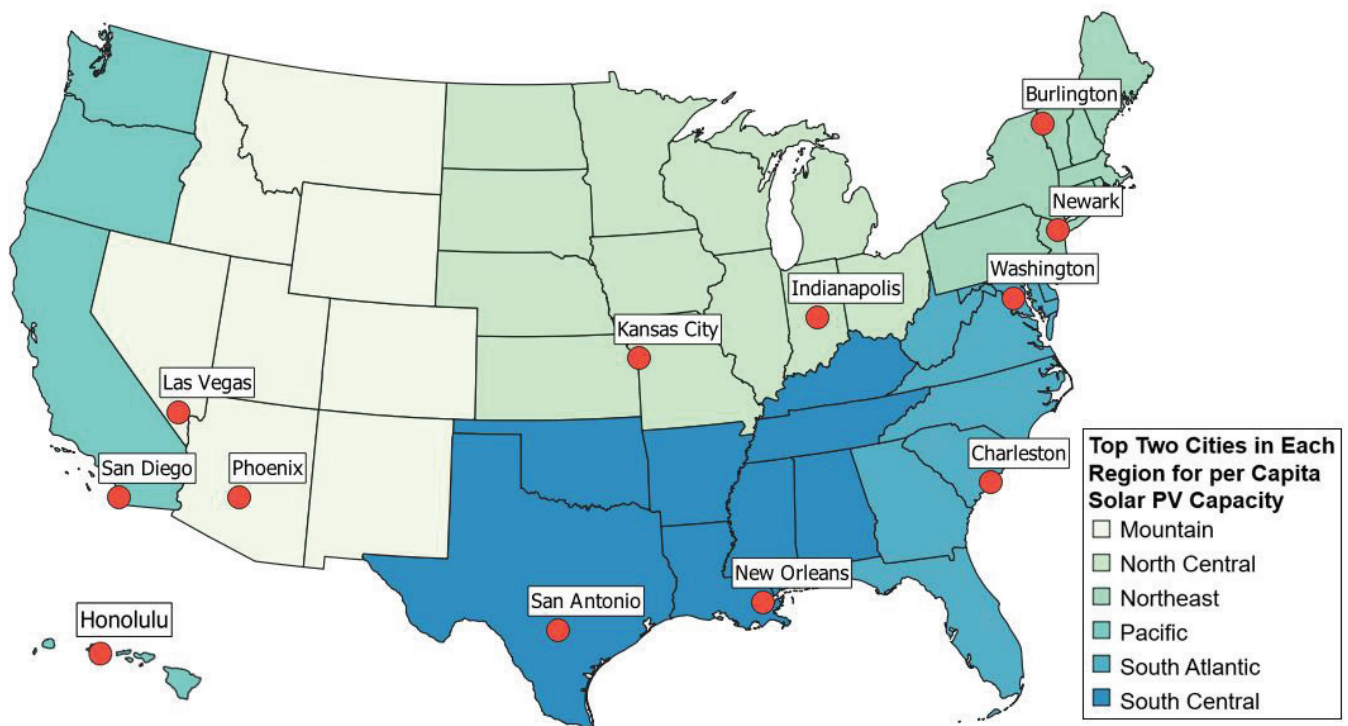 Burlington
Newark
Washington
Indianapolis
Kansas City
Las Vegas
San Diego
Phoenix
Charleston
New Orleans
San Antonio
Honolulu
Top Two Cities in Each
Region for per Capita
Solar PV Capacity
Mountain
North Central
Northeast
Pacific
South Atlantic
South Central